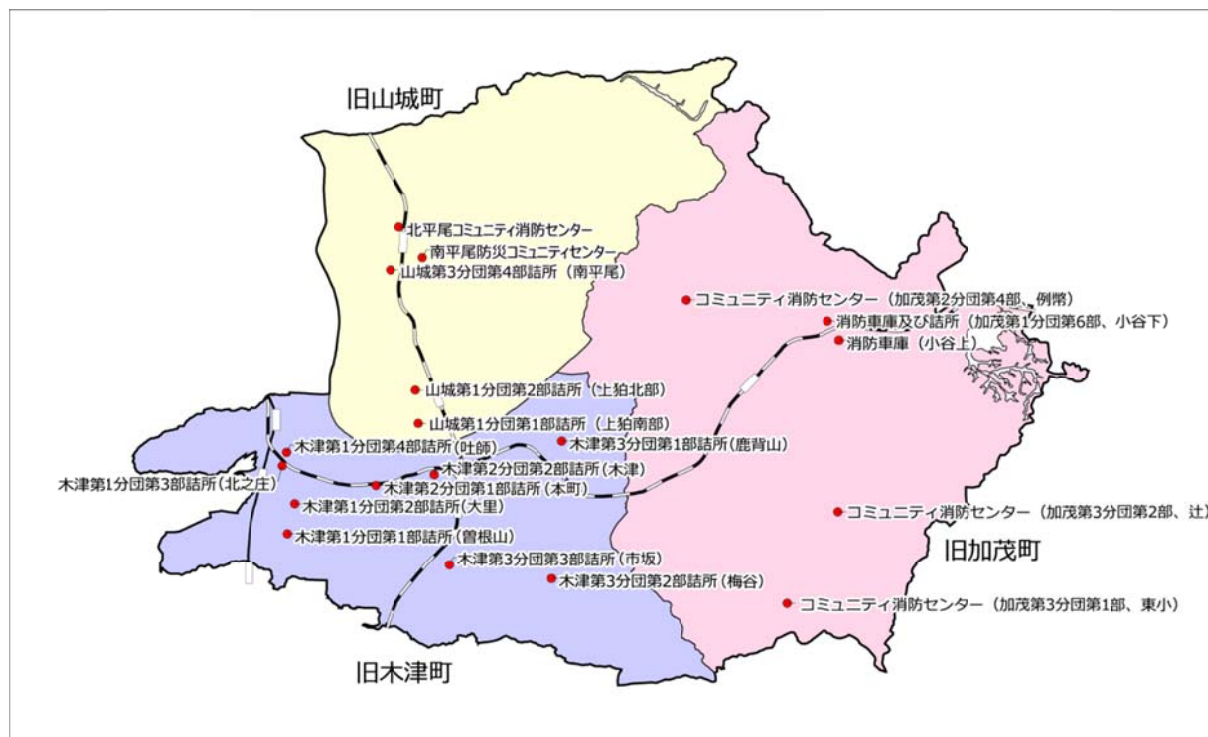 旧山城町
北平尾コミュニティ消防センター
南平尾防災コミュニティセンター
山城第3分団第4部詰所（南平尾）
コミュニティ消防センター（加茂第2分団第4部、例幣）
消防車庫及び詰所（加茂第1分団第6部、小谷下）
消防車庫（小谷上）
山城第1分団第2部詰所（上狛北部）
山城第1分団第1部詰所（上狛南部）
木津第3分団第1部詰所(鹿背山)
木津第1分団第4部詰所(吐師)
木津第2分団第2部詰所(木津)
木津第1分団第3部詰所(北之庄)
木津第2分団第1部詰所(本町)
木津第1分団第2部詰所(大里)
コミュニティ消防センター（加茂第3分団第2部、辻）
木津第1分団第1部詰所(曽根山)
旧加茂町
木津第3分団第3部詰所(市坂)
木津第3分団第2部詰所(梅谷)
コミュニティ消防センター（加茂第3分団第1部、東小）
旧木津町